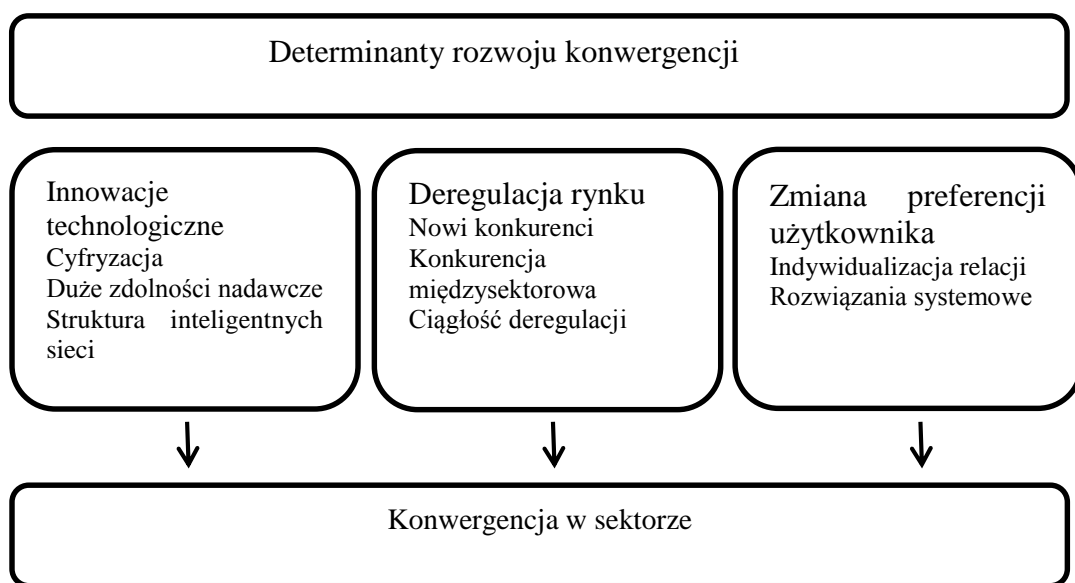 Determinanty rozwoju konwergencji
Innowacje
technologiczne
Cyfryzacja
Duże zdolności nadawcze
Struktura inteligentnych
sieci
Deregulacja rynku
Nowi konkurenci
Konkurencja
międzysektorowa
Ciągłość deregulacji
Zmiana preferencji
użytkownika
Indywidualizacja relacji
Rozwiązania systemowe
Konwergencja w sektorze